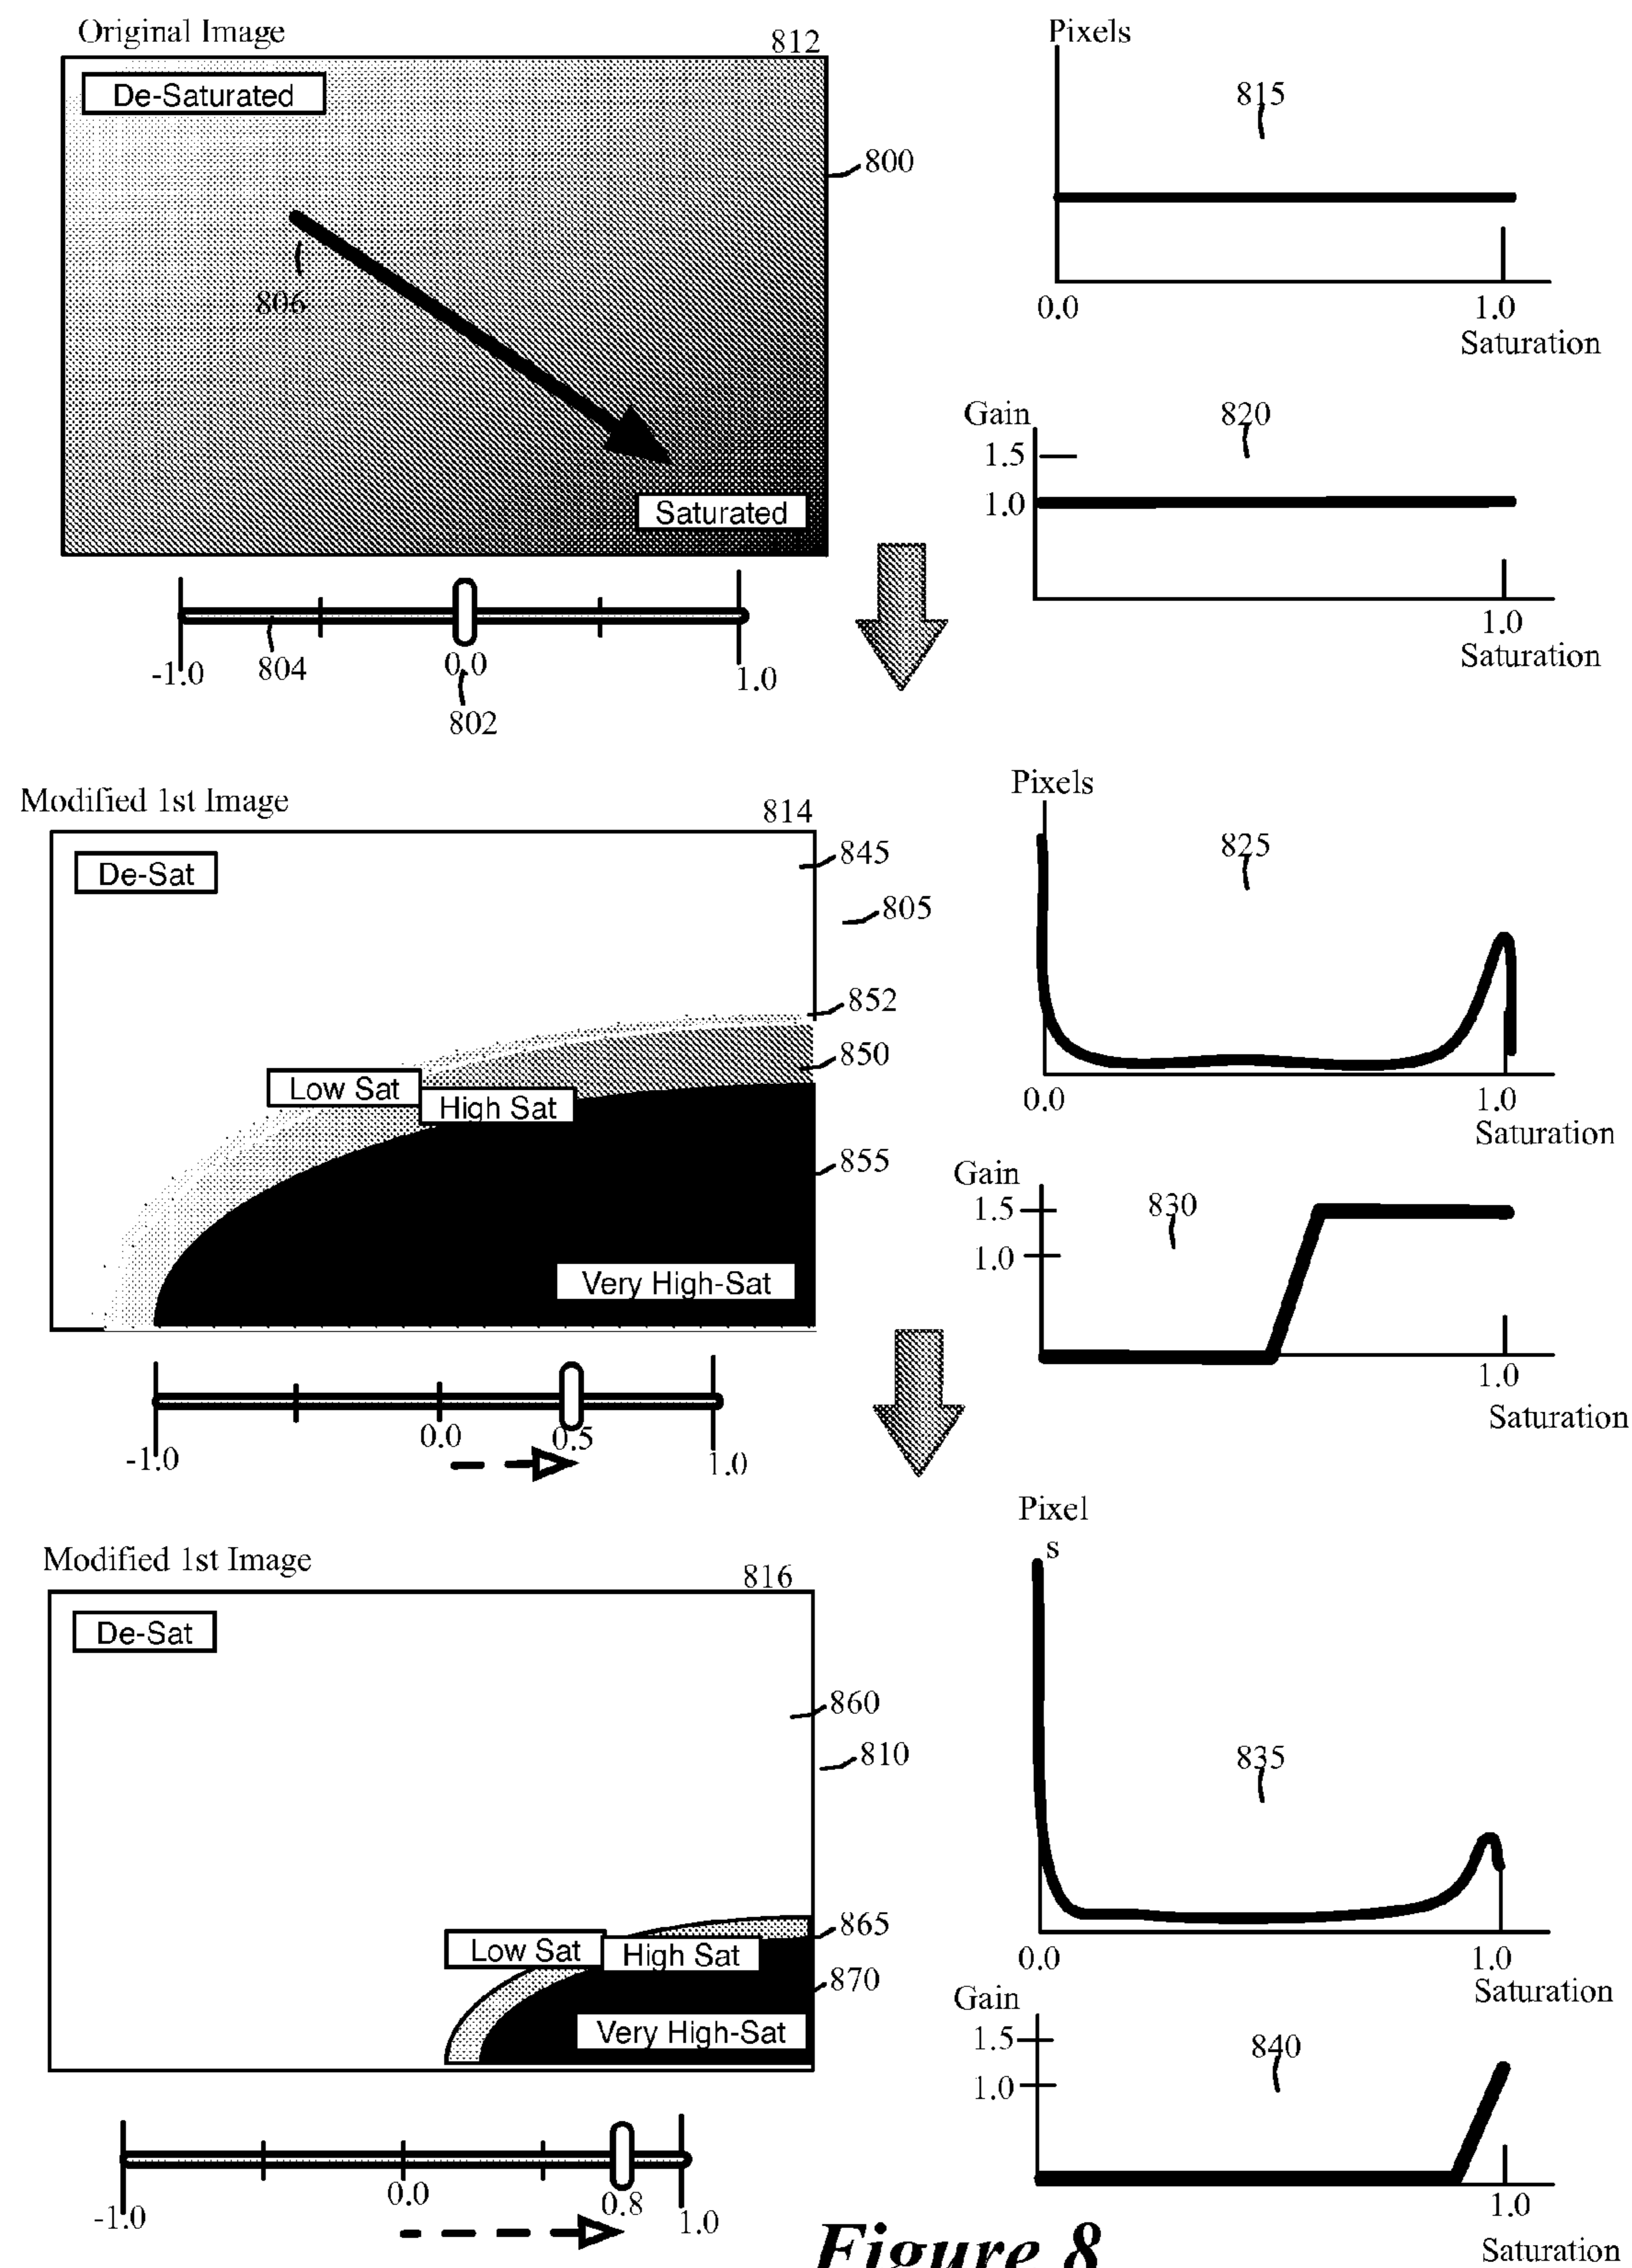 Original Image
812
De-Saturated
800
806
Saturated
-1.0
804
0.0
802
1.0
Pixels
815
0.0
1.0
Saturation
Gain
820
1.5
1.0
1.0
Saturation
Modified 1st Image
814
De-Sat
845
805
852
850
Low Sat
High Sat
855
Very High-Sat
-1.0
0.0
0.5
1.0
Pixels
825
0.0
1.0
Saturation
Gain
830
1.5
1.0
1.0
Saturation
Modified 1st Image
816
De-Sat
860
810
865
Low Sat
High Sat
870
Very High-Sat
-1.0
0.0
0.8
1.0
Pixel
s
835
0.0
1.0
Saturation
Gain
840
1.5
1.0
1.0
Saturation
Figure 8